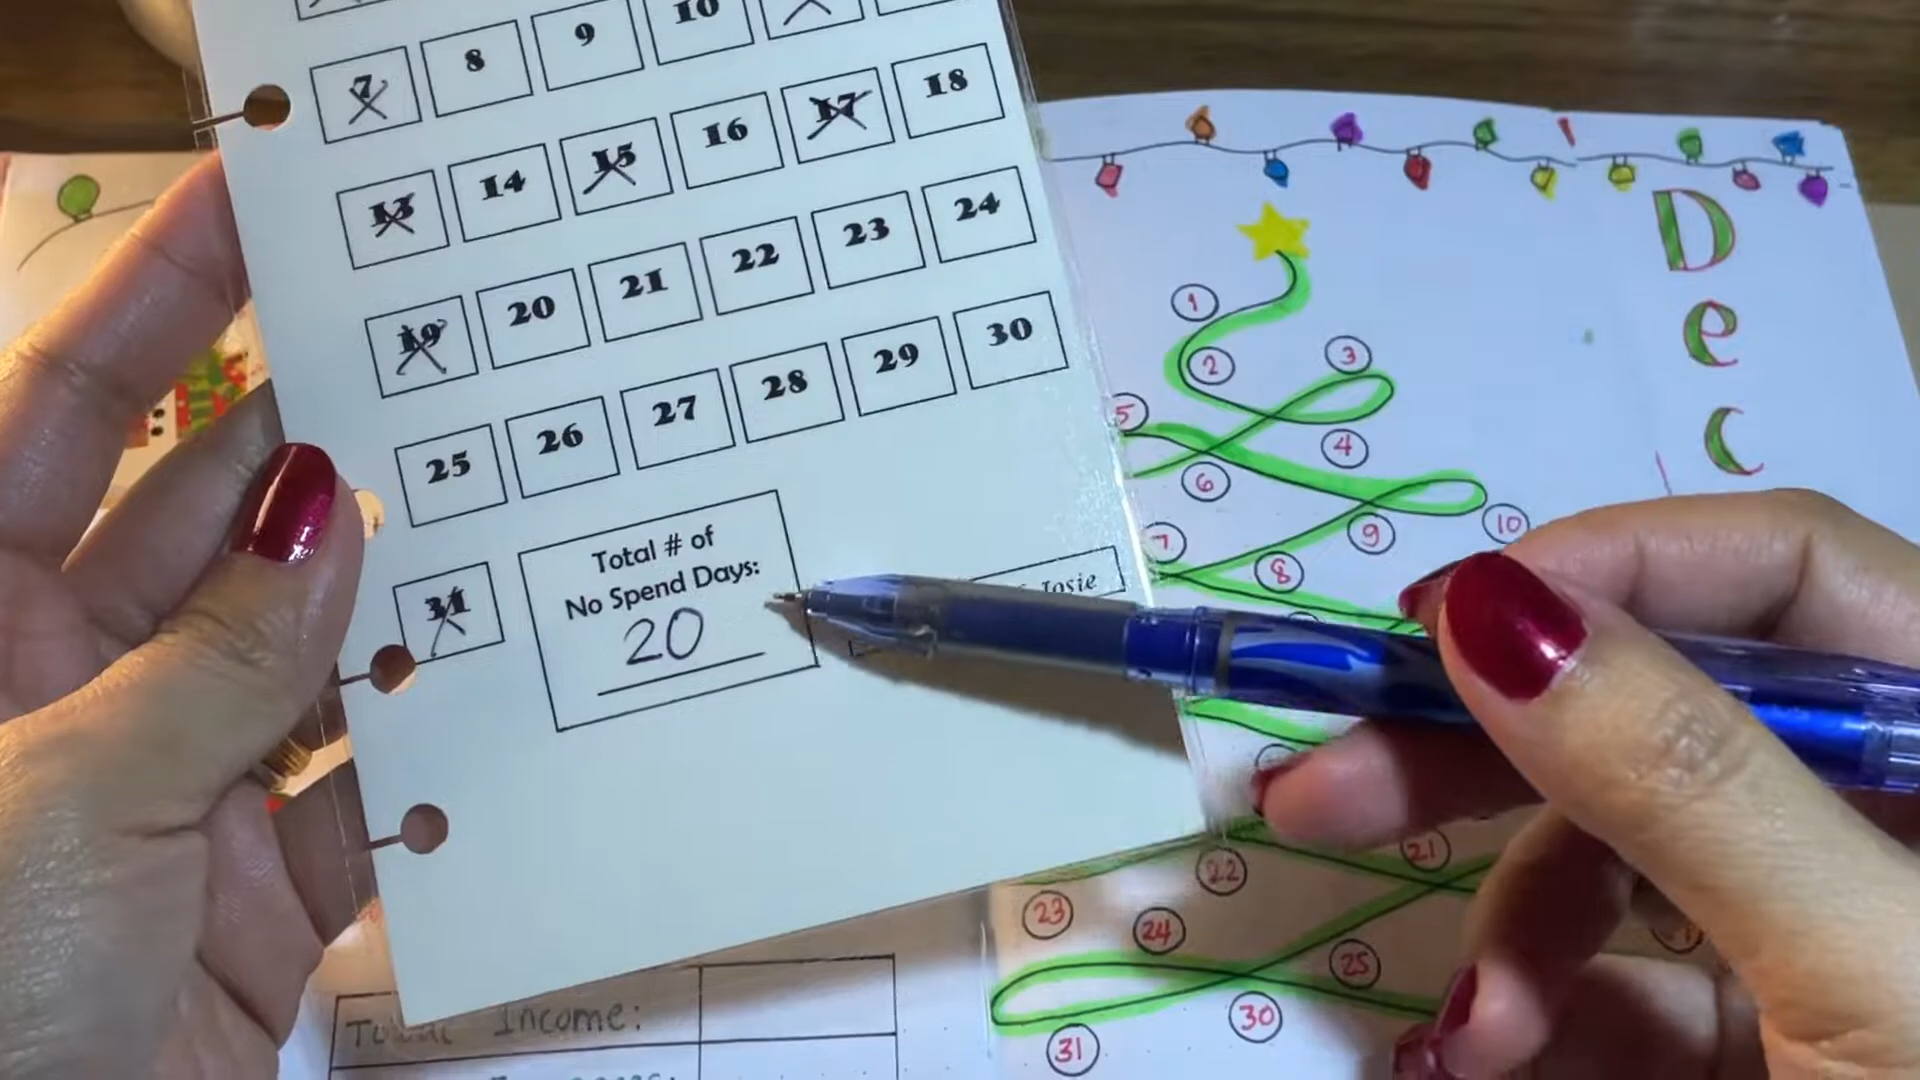 7 8 9 10
13 14 15 16 17 18
19 20 21 22 23 24
25 26 27 28 29 30
31
Total # of
No Spend Days:
20
Josie
Dec
1
2
3
4
5
6
7
8
9
10
21
22
23
24
25
30
31
Total Income: